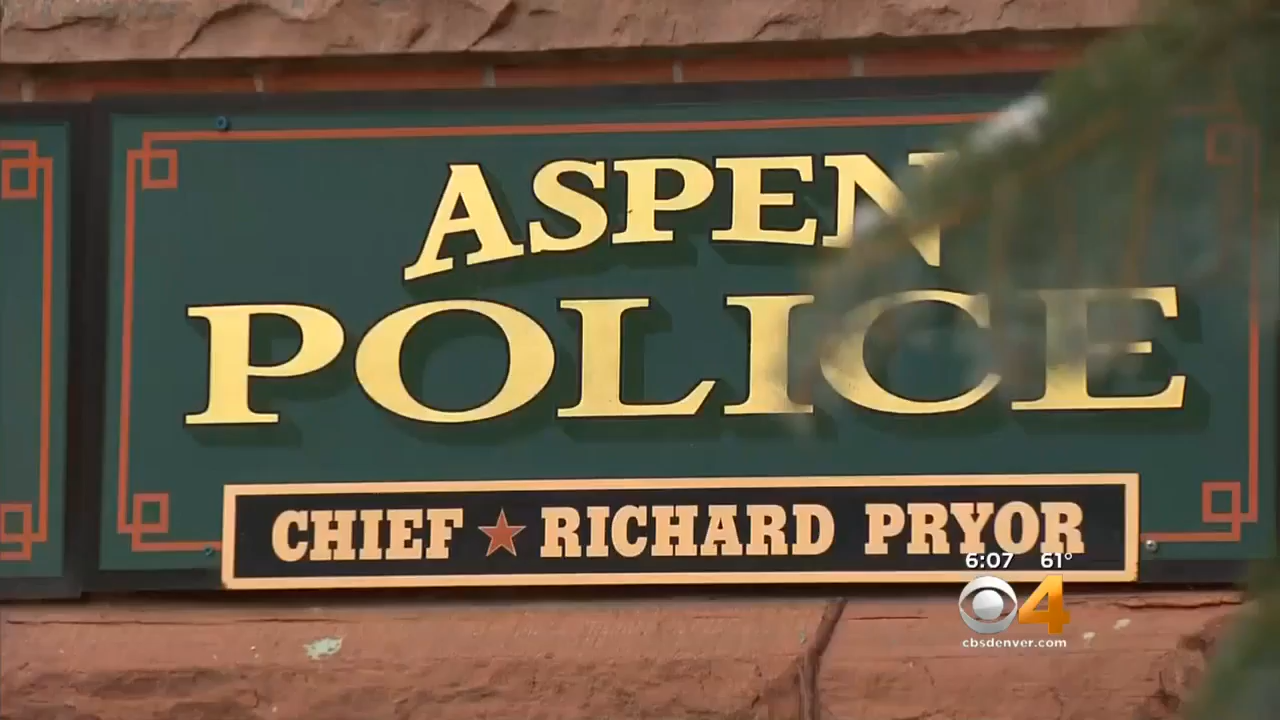 ASPEN
POLICE
CHIEF ★ RICHARD PRYOR
6:07 61°
4
cbsdenver.com